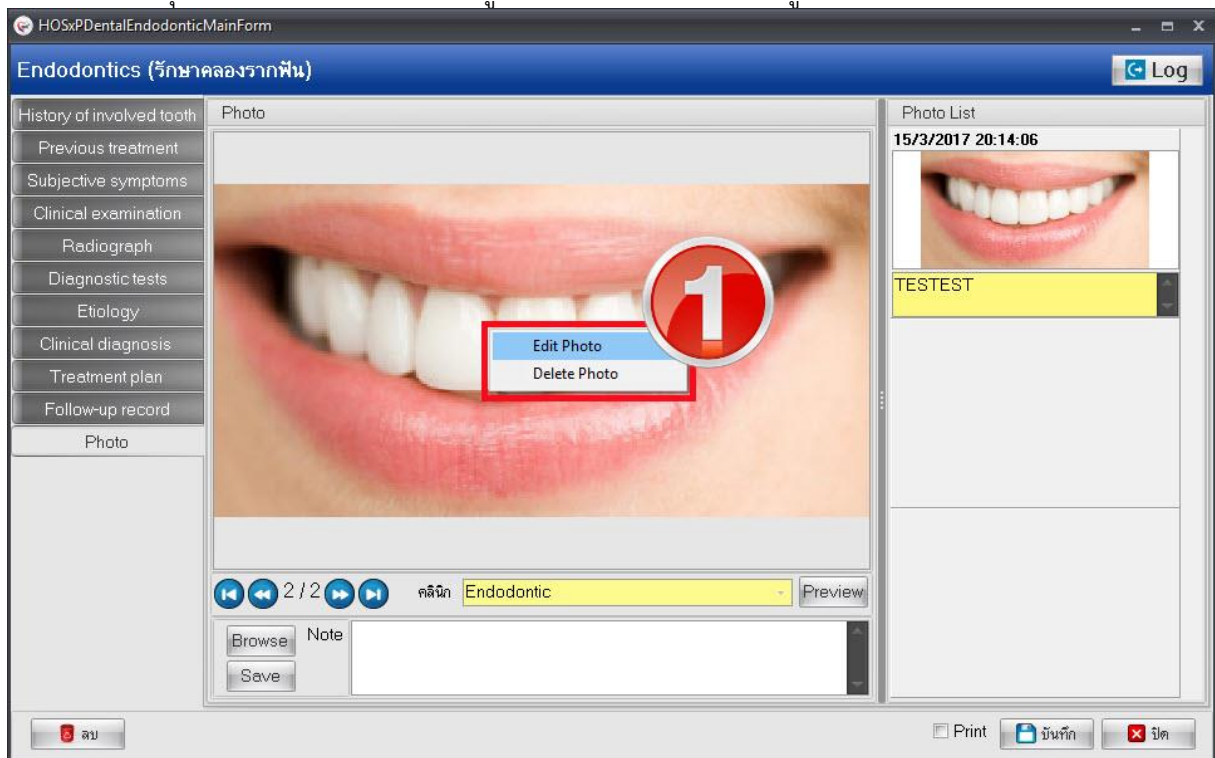 HOSxPDentalEndodonticMainForm
Endodontics (รักษาคลองรากฟัน)
Log
History of involved tooth
Previous treatment
Subjective symptoms
Clinical examination
Radiograph
Diagnostic tests
Etiology
Clinical diagnosis
Treatment plan
Follow-up record
Photo
Photo
1
Edit Photo
Delete Photo
2 / 2
คลินิก
Endodontic
Preview
Browse
Note
Save
Photo List
15/3/2017 20:14:06
TESTEST
ลบ
Print
บันทึก
ปิด